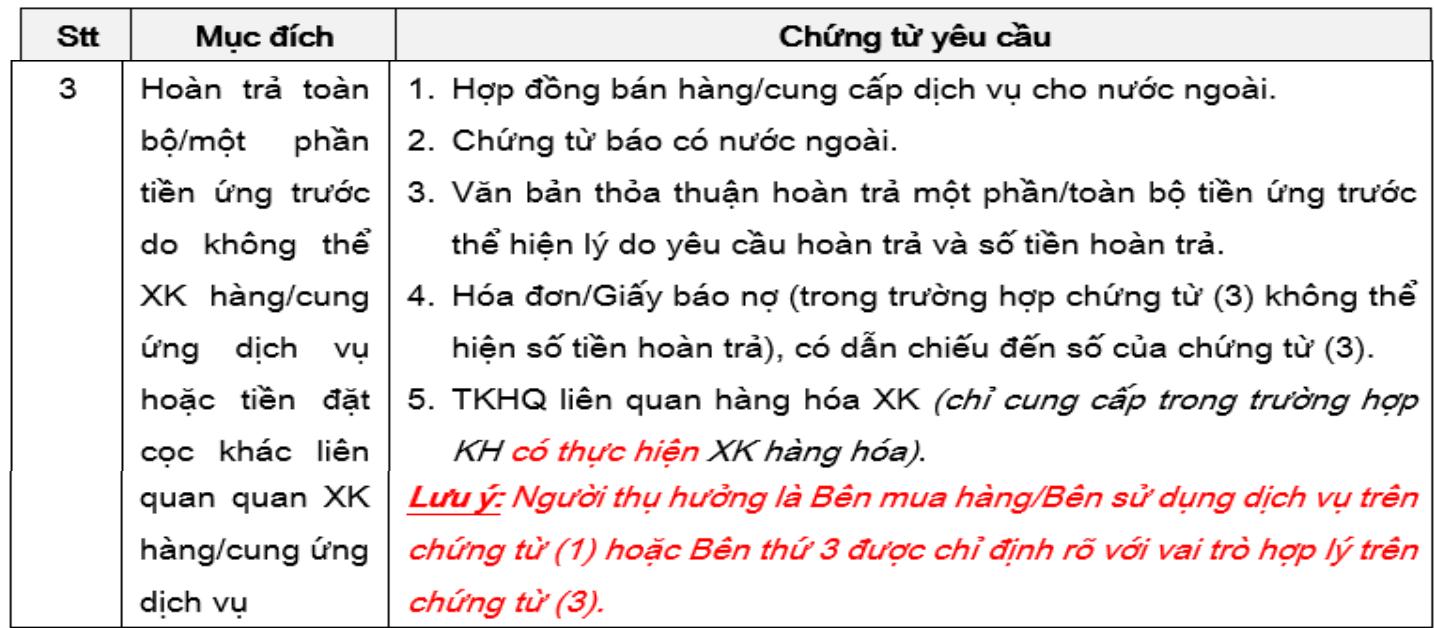 Stt Mục đích Chứng từ yêu cầu
3
Hoàn trả toàn
bộ/một phần
tiền ứng trước
do không thể
XK hàng/cung
ứng dịch vụ
hoặc tiền đặt
cọc khác liên
quan quan XK
hàng/cung ứng
dịch vụ
1. Hợp đồng bán hàng/cung cấp dịch vụ cho nước ngoài.
2. Chứng từ báo có nước ngoài.
3. Văn bản thỏa thuận hoàn trả một phần/toàn bộ tiền ứng trước
thể hiện lý do yêu cầu hoàn trả và số tiền hoàn trả.
4. Hóa đơn/Giấy báo nợ (trong trường hợp chứng từ (3) không thể
hiện số tiền hoàn trả), có dẫn chiếu đến số của chứng từ (3).
5. TKHQ liên quan hàng hóa XK (chỉ cung cấp trong trường hợp
KH có thực hiện XK hàng hóa).
Lưu ý: Người thụ hưởng là Bên mua hàng/Bên sử dụng dịch vụ trên
chứng từ (1) hoặc Bên thứ 3 được chỉ định rõ với vai trò hợp lý trên
chứng từ (3).